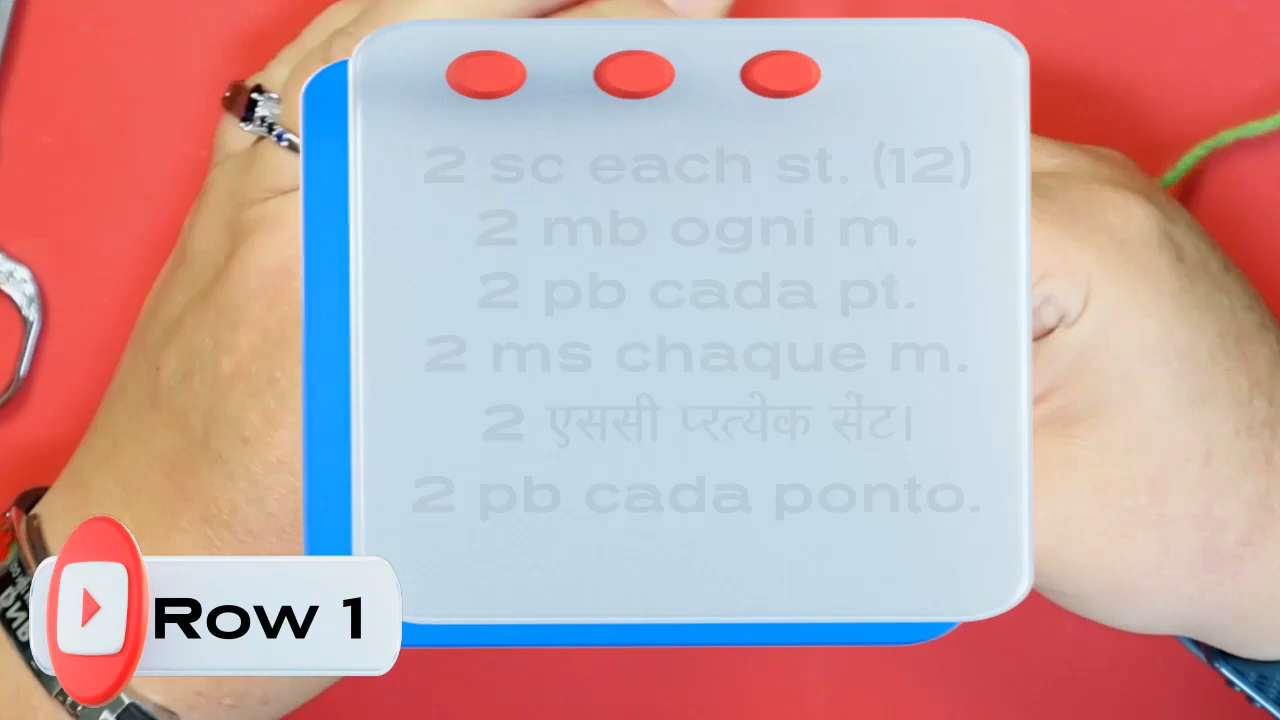 2 sc each st. (12)
2 mb ogni m.
2 pb cada pt.
2 ms chaque m.
2 एससी प्रत्येक सेंट।
2 pb cada ponto.
Row 1